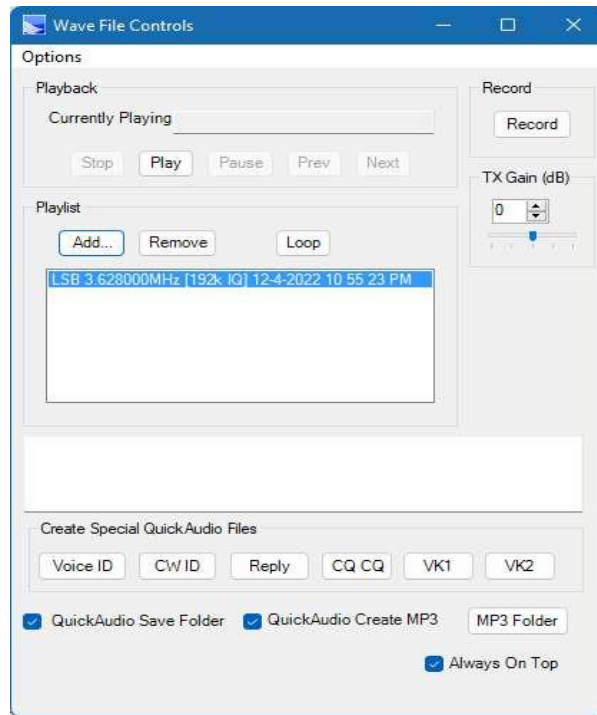 Wave File Controls
Options
Playback
Record
Currently Playing
Record
Stop Play Pause Prev Next
TX Gain (dB)
Playlist
0
Add... Remove Loop
LSB 3.628000MHz [192k IQ] 12-4-2022 10 55 23 PM
Create Special QuickAudio Files
Voice ID CW ID Reply CQ CQ VK1 VK2
QuickAudio Save Folder QuickAudio Create MP3 MP3 Folder
Always On Top